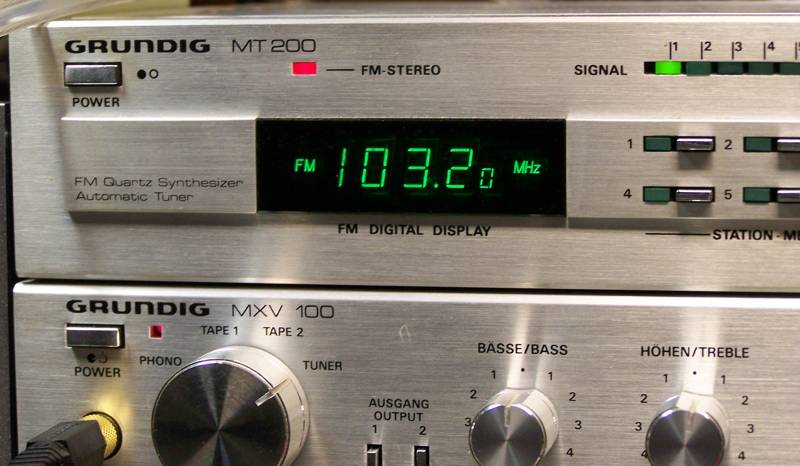 GRUNDIG MT 200
POWER
FM-STEREO
SIGNAL
1 2 3 4
FM 103.20 MHz
FM Quartz Synthesizer
Automatic Tuner
FM DIGITAL DISPLAY
1 2
4 5
STATION-
GRUNDIG MXV 100
POWER
PHONO
TAPE 1 TAPE 2
TUNER
AUSGANG
OUTPUT
1 2
BÄSSE/BASS
1 1
2 2
3 3
4
HÖHEN/TREBLE
1 1
2 2
3 3
4 4